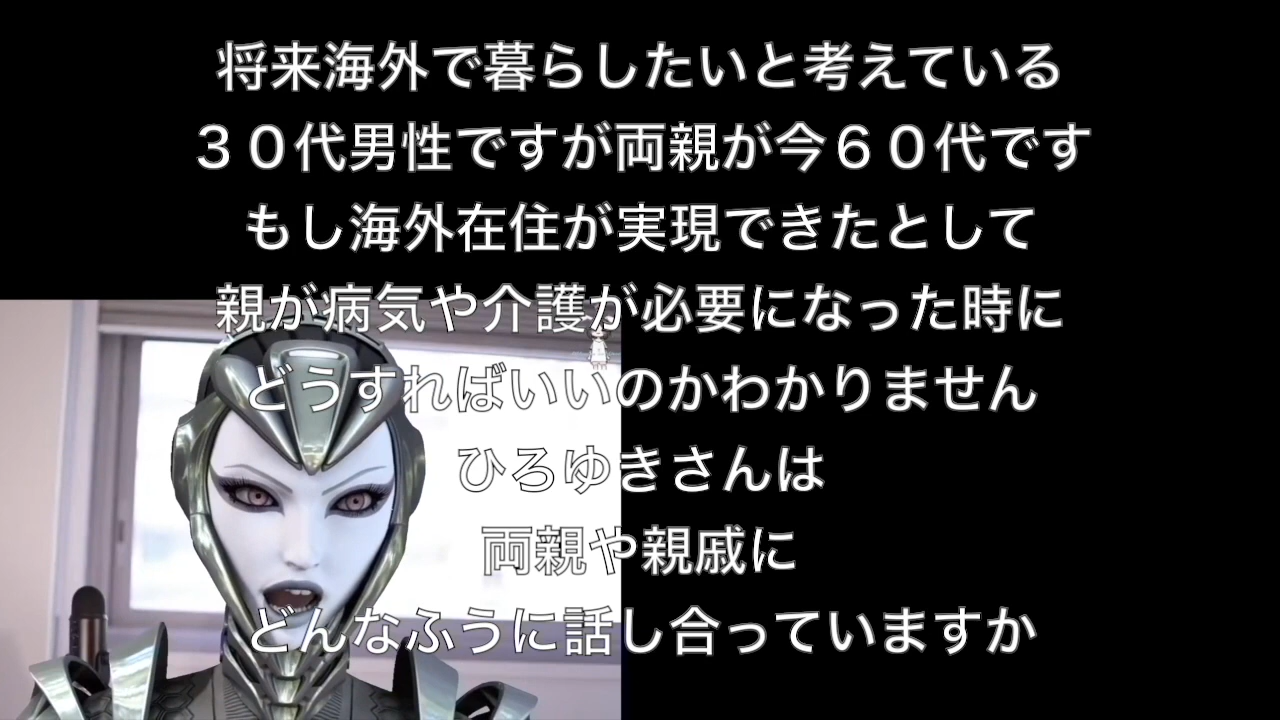 将来海外で暮らしたいと考えている
３０代男性ですが両親が今６０代です
もし海外在住が実現できたとして
親が病気や介護が必要になった時に
どうすればいいのかわかりません
ひろゆきさんは
両親や親戚に
どんなふうに話し合っていますか